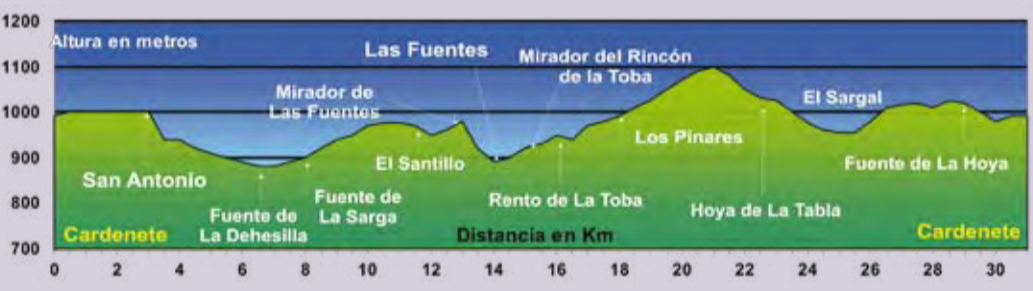 1200
Altura en metros
Las Fuentes
Mirador del Rincón
de la Toba
1100
Mirador de
Las Fuentes
El Sargal
1000
Los Pinares
El Santillo
Fuente de La Hoya
900
San Antonio
Fuente de
La Sarga
Rento de La Toba
Hoya de La Tabla
800
Fuente de
La Dehesilla
Cardenete
Distancia en Km
Cardenete
700
0 2 4 6 8 10 12 14 16 18 20 22 24 26 28 30